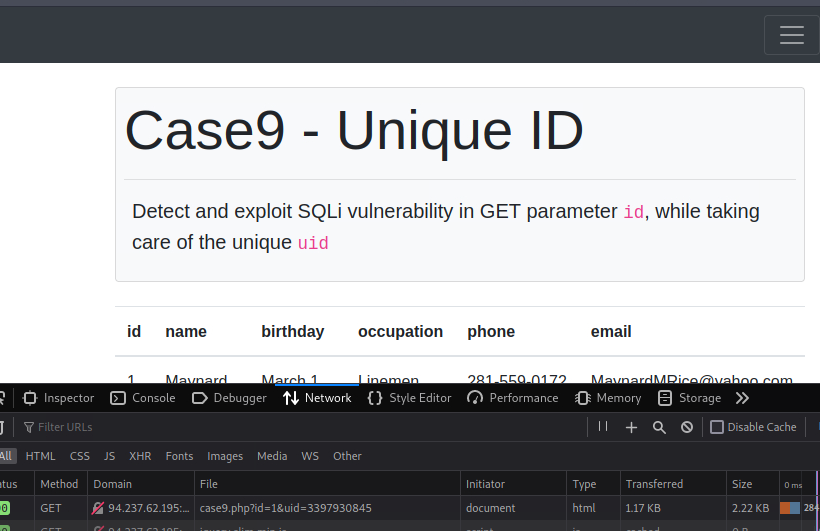 Case9 - Unique ID
Detect and exploit SQLi vulnerability in GET parameter id, while taking
care of the unique uid
id name birthday occupation phone email
1 Maynard March 1 Linemen 281-559-0172 MaynardMRice@yahoo.com
Inspector Console Debugger Network Style Editor Performance Memory Storage
Filter URLs Disable Cache
All HTML CSS JS XHR Fonts Images Media WS Other
atus Method Domain File Initiator Type Transferred Size 0 ms
GET 94.237.62.195:... case9.php?id=1&uid=3397930845 document html 1.17 KB 2.22 KB 284
GET 94.237.62.195:... jquery.slim.min.js script js cached 0 B